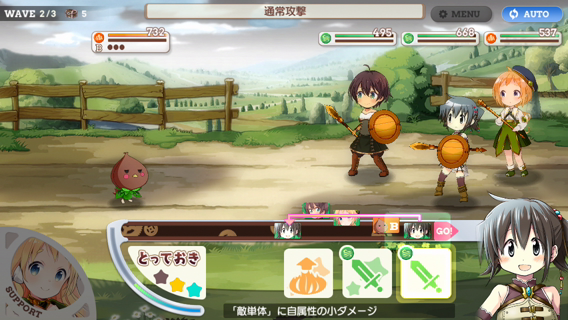 WAVE 2/3 5
通常攻撃
MENU
AUTO
732
B
495
668
537
B
GO!
とっておき
SUPPORT
「敵単体」に自属性の小ダメージ